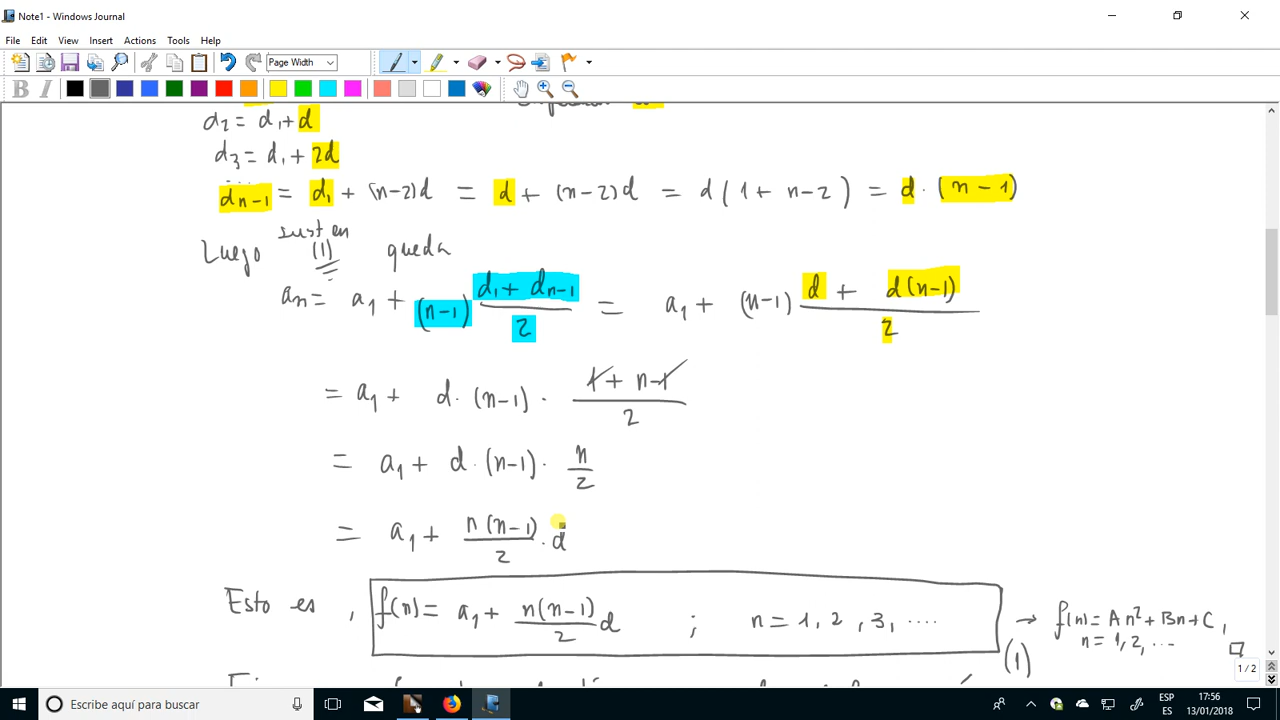 Note1 - Windows Journal
File Edit View Insert Actions Tools Help
Page Width
B I
d₂ = d₁ + d
d₃ = d₁ + 2d
...
dₙ₋₁ = d₁ + (n-2)d = d + (n-2)d = d(1 + n-2) = d · (n-1)
Luego sust en (1) queda
aₙ = a₁ + (n-1) (d₁ + dₙ₋₁)/2 = a₁ + (n-1) (d + d(n-1))/2
= a₁ + d · (n-1) · (1 + n-1)/2
= a₁ + d · (n-1) · n/2
= a₁ + n(n-1)/2 · d
Esto es, f(n) = a₁ + n(n-1)/2 d ; n = 1, 2, 3, .... → f(n) = An² + Bn + C,
n = 1, 2, ...
(1)
1 / 2
Escribe aquí para buscar
ESP
ES
17:56
13/01/2018